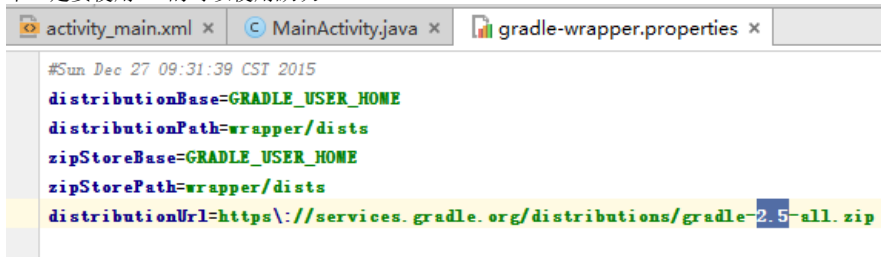 activity_main.xml × MainActivity.java × gradle-wrapper.properties ×
#Sun Dec 27 09:31:39 CST 2015
distributionBase=GRADLE_USER_HOME
distributionPath=wrapper/dists
zipStoreBase=GRADLE_USER_HOME
zipStorePath=wrapper/dists
distributionUrl=https\://services.gradle.org/distributions/gradle-2.5-all.zip